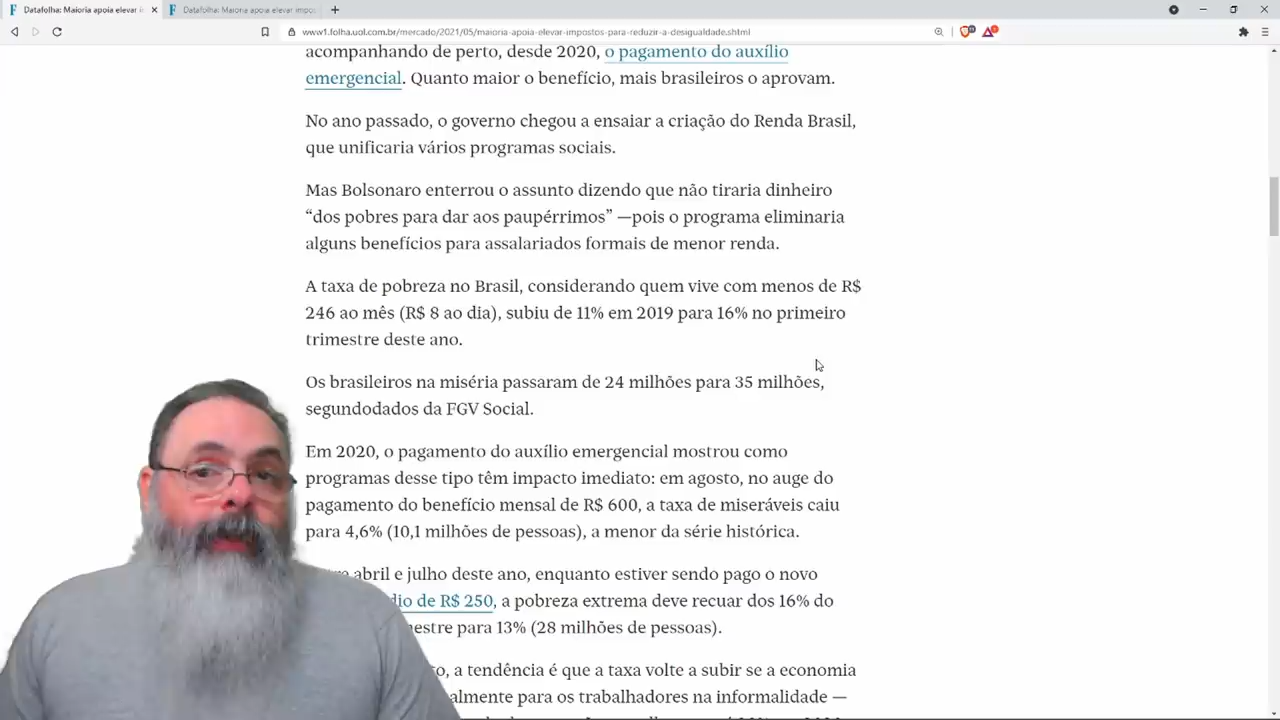 Datafolha: Maioria apoia elevar i
Datafolha: Maioria apoia elevar impos
www1.folha.uol.com.br/mercado/2021/05/maioria-apoia-elevar-impostos-para-reduzir-a-desigualdade.shtml
acompanhando de perto, desde 2020, o pagamento do auxílio
emergencial. Quanto maior o benefício, mais brasileiros o aprovam.
No ano passado, o governo chegou a ensaiar a criação do Renda Brasil,
que unificaria vários programas sociais.
Mas Bolsonaro enterrou o assunto dizendo que não tiraria dinheiro
“dos pobres para dar aos paupérrimos” —pois o programa eliminaria
alguns benefícios para assalariados formais de menor renda.
A taxa de pobreza no Brasil, considerando quem vive com menos de R$
246 ao mês (R$ 8 ao dia), subiu de 11% em 2019 para 16% no primeiro
trimestre deste ano.
Os brasileiros na miséria passaram de 24 milhões para 35 milhões,
segundodados da FGV Social.
Em 2020, o pagamento do auxílio emergencial mostrou como
programas desse tipo têm impacto imediato: em agosto, no auge do
pagamento do benefício mensal de R$ 600, a taxa de miseráveis caiu
para 4,6% (10,1 milhões de pessoas), a menor da série histórica.
abril e julho deste ano, enquanto estiver sendo pago o novo
de R$ 250, a pobreza extrema deve recuar dos 16% do
para 13% (28 milhões de pessoas).
a tendência é que a taxa volte a subir se a economia
para os trabalhadores na informalidade —